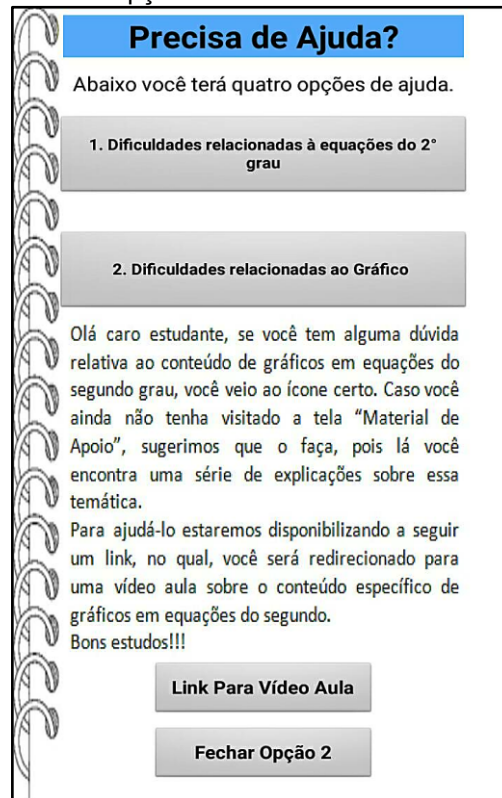 Precisa de Ajuda?
Abaixo você terá quatro opções de ajuda.
1. Dificuldades relacionadas à equações do 2°
grau
2. Dificuldades relacionadas ao Gráfico
Olá caro estudante, se você tem alguma dúvida
relativa ao conteúdo de gráficos em equações do
segundo grau, você veio ao ícone certo. Caso você
ainda não tenha visitado a tela “Material de
Apoio”, sugerimos que o faça, pois lá você
encontra uma série de explicações sobre essa
temática.
Para ajudá-lo estaremos disponibilizando a seguir
um link, no qual, você será redirecionado para
uma vídeo aula sobre o conteúdo específico de
gráficos em equações do segundo.
Bons estudos!!!
Link Para Vídeo Aula
Fechar Opção 2